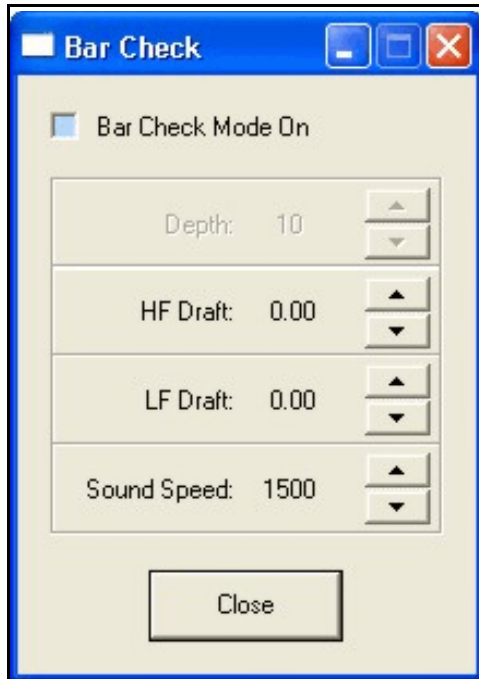 Bar Check
Bar Check Mode On
Depth: 10
HF Draft: 0.00
LF Draft: 0.00
Sound Speed: 1500
Close